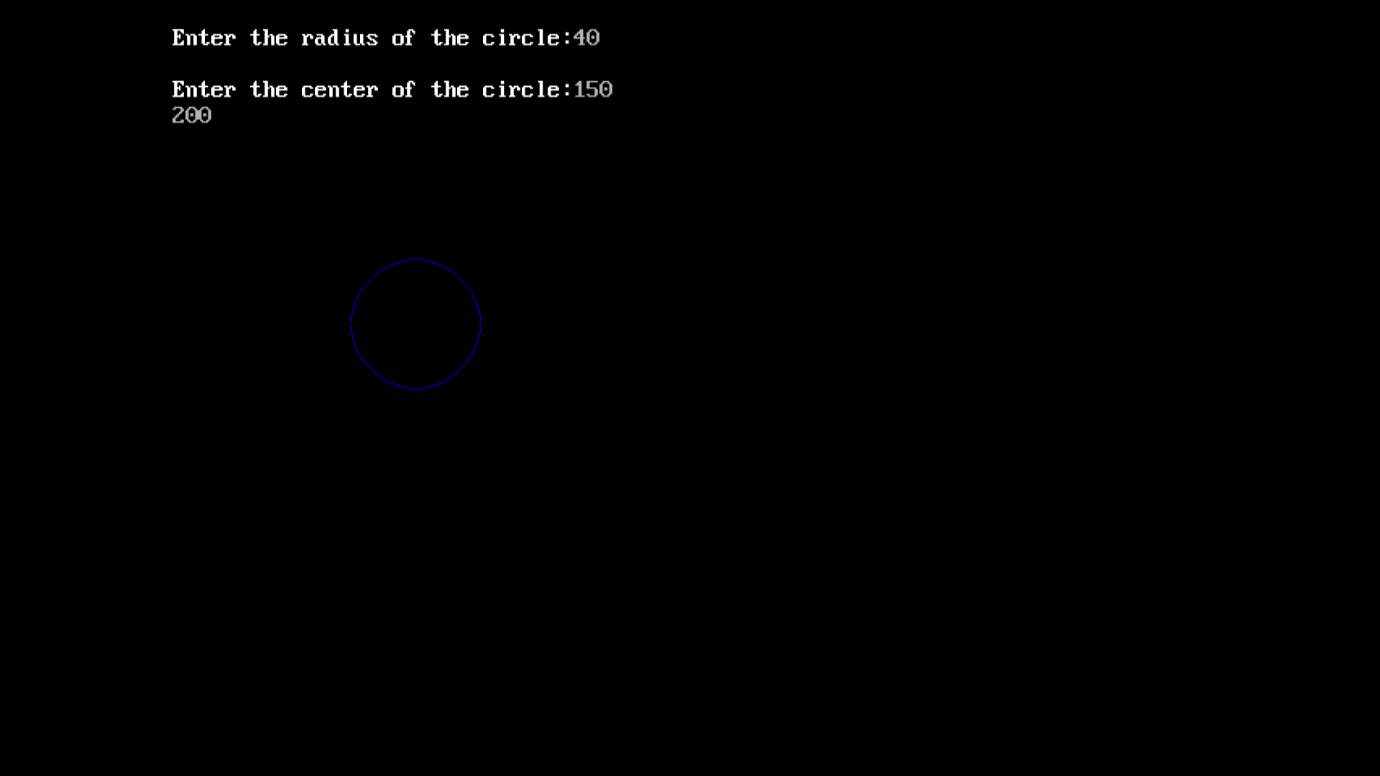 Enter the radius of the circle:40
Enter the center of the circle:150
200